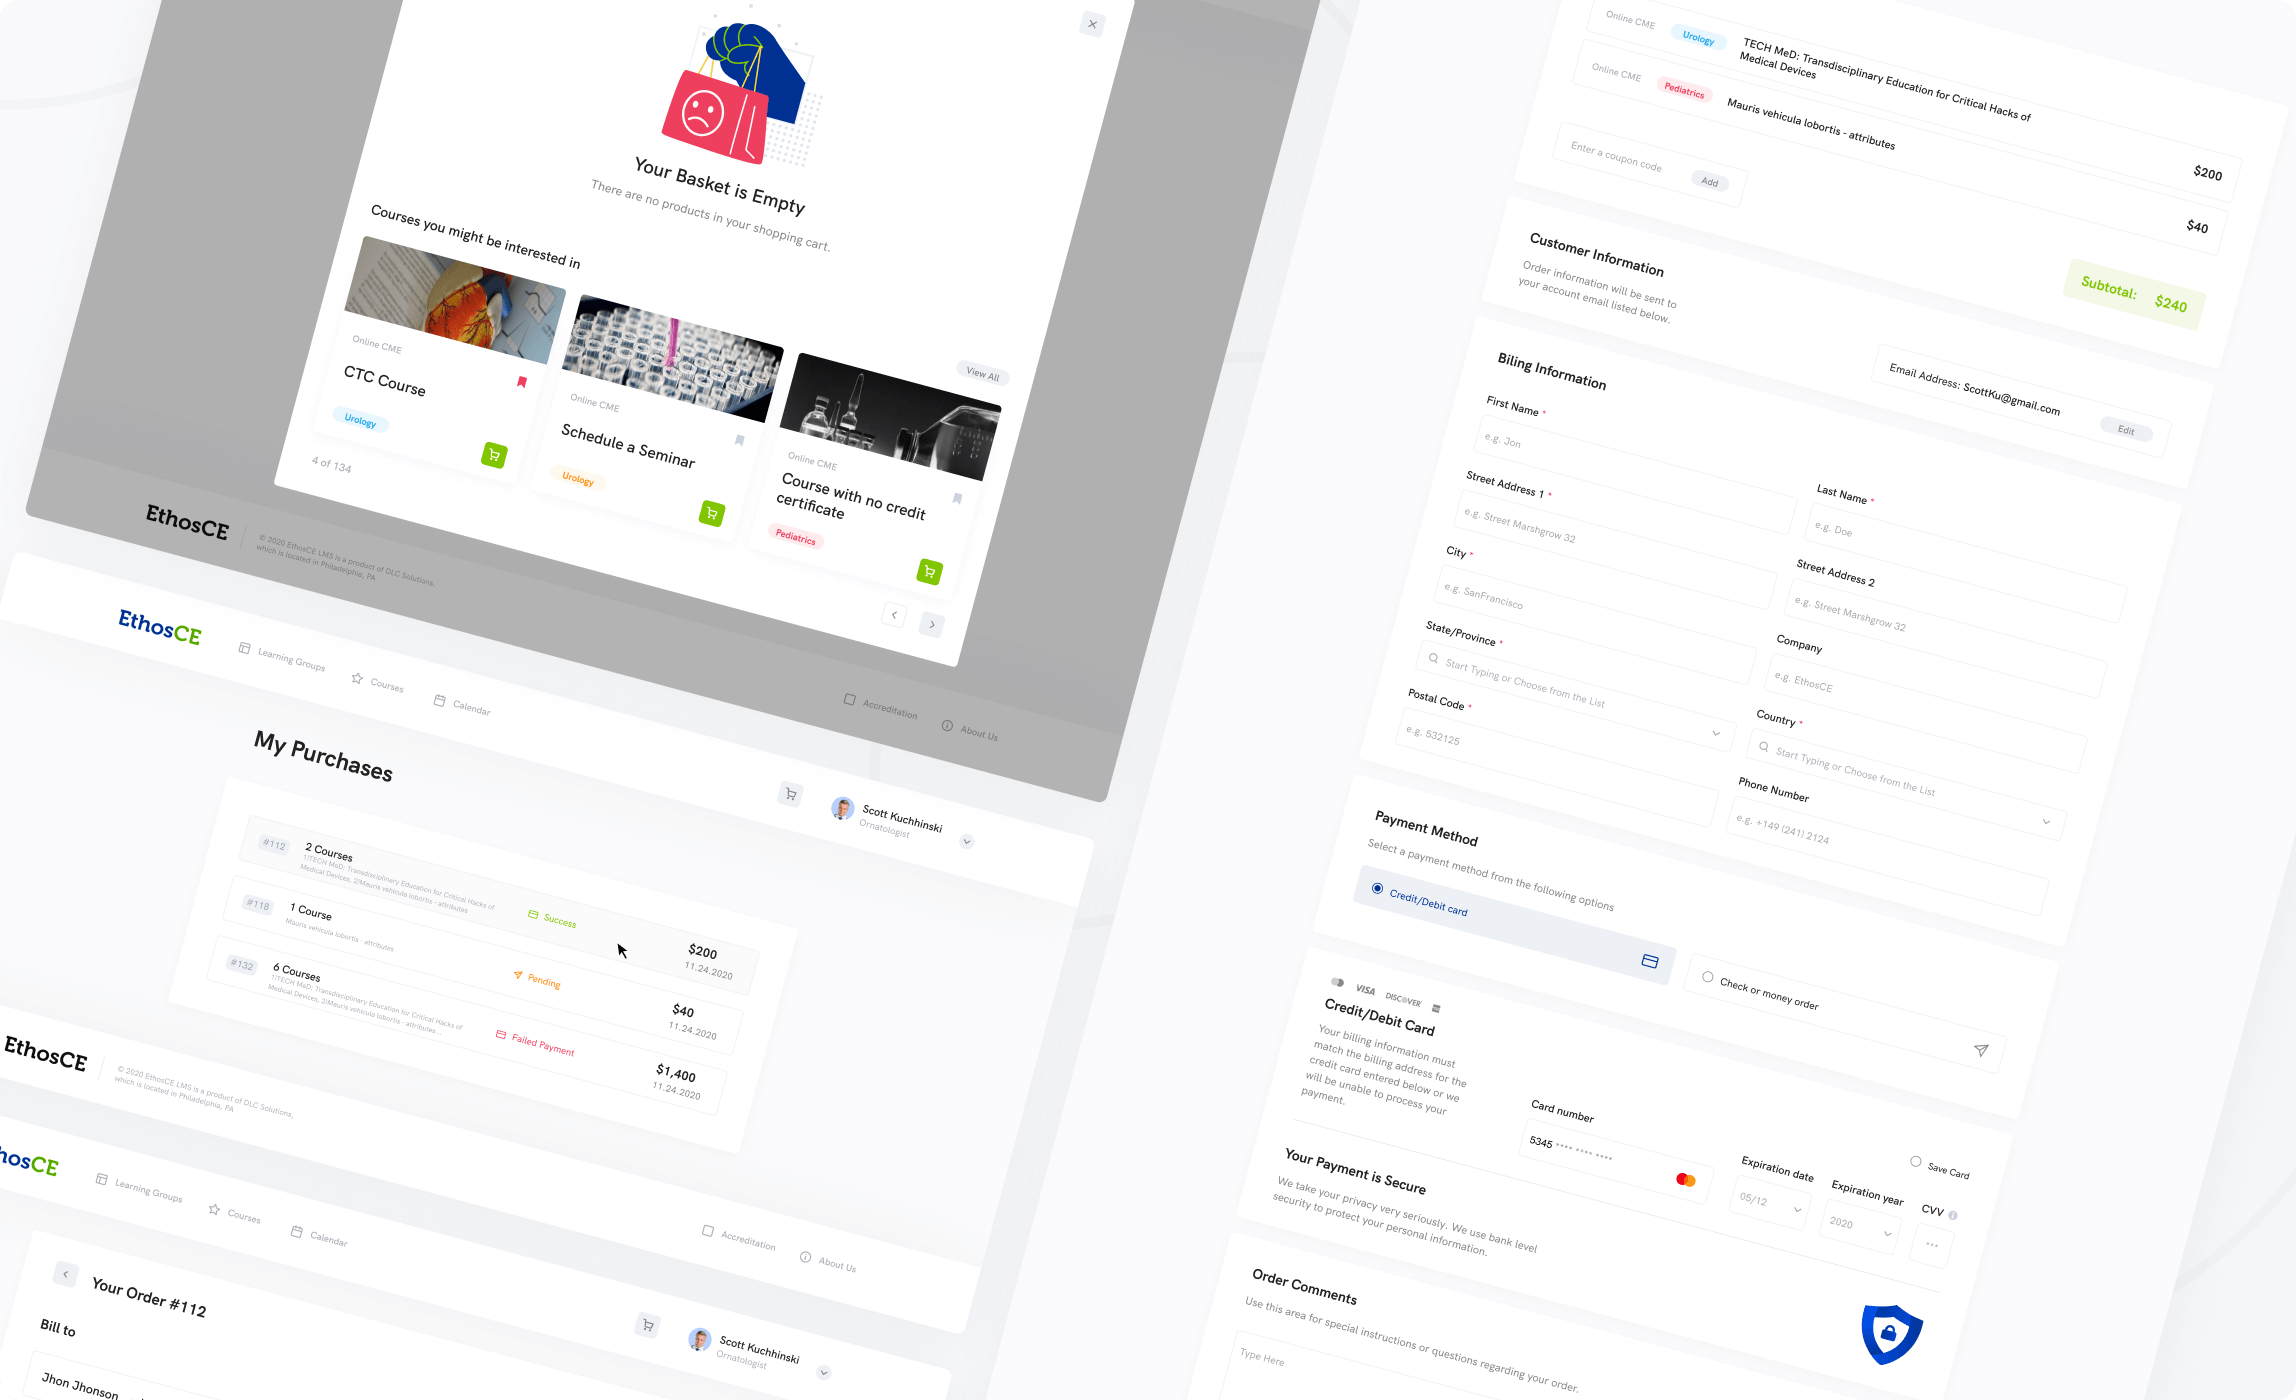 Your Basket is Empty
There are no products in your shopping cart.
Courses you might be interested in
View All
Online CME
CTC Course
Urology
Online CME
Schedule a Seminar
Urology
Online CME
Course with no credit
certificate
Pediatrics
4 of 134
EthosCE
© 2020 EthosCE LMS is a product of DLC Solutions,
which is located in Philadelphia, PA
Accreditation
About Us
EthosCE
Learning Groups
Courses
Calendar
Scott Kuchhinski
Ornatologist
My Purchases
#112
2 Courses
1/TECH MeD: Transdisciplinary Education for Critical Hacks of
Medical Devices, 2/Mauris vehicula lobortis - attributes
Success
$200
11.24.2020
#118
1 Course
Mauris vehicula lobortis - attributes
Pending
$40
11.24.2020
#132
6 Courses
1/TECH MeD: Transdisciplinary Education for Critical Hacks of
Medical Devices, 2/Mauris vehicula lobortis - attributes...
Failed Payment
$1,400
11.24.2020
EthosCE
© 2020 EthosCE LMS is a product of DLC Solutions,
which is located in Philadelphia, PA
Accreditation
About Us
hosCE
Learning Groups
Courses
Calendar
Scott Kuchhinski
Ornatologist
Your Order #112
Bill to
Jhon Jhonson
Online CME
Urology
TECH MeD: Transdisciplinary Education for Critical Hacks of
Medical Devices
$200
Online CME
Pediatrics
Mauris vehicula lobortis - attributes
$40
Enter a coupon code
Add
Subtotal: $240
Customer Information
Order information will be sent to
your account email listed below.
Email Address: ScottKu@gmail.com
Edit
Biling Information
First Name *
e.g. Jon
Last Name *
e.g. Doe
Street Address 1 *
e.g. Street Marshgrow 32
Street Address 2
e.g. Street Marshgrow 32
City *
e.g. SanFrancisco
Company
e.g. EthosCE
State/Province *
Start Typing or Choose from the List
Country *
Start Typing or Choose from the List
Postal Code *
e.g. 532125
Phone Number
e.g. +149 (241) 2124
Payment Method
Select a payment method from the following options
Credit/Debit card
Check or money order
VISA
DISCOVER
Credit/Debit Card
Your billing information must
match the billing address for the
credit card entered below or we
will be unable to process your
payment.
Save Card
Card number
5345 •••• •••• ••••
Expiration date
05/12
Expiration year
2020
CVV
•••
Your Payment is Secure
We take your privacy very seriously. We use bank level
security to protect your personal information.
Order Comments
Use this area for special instructions or questions regarding your order.
Type Here